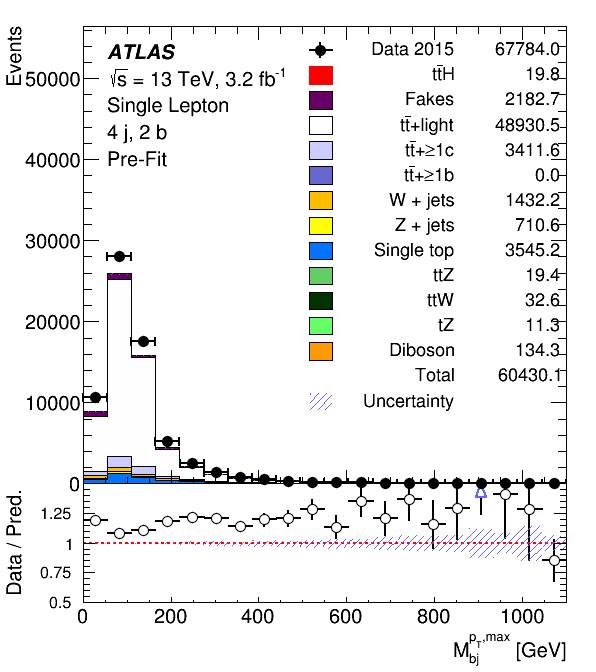 Events
50000
40000
30000
20000
10000
0
ATLAS
√s = 13 TeV, 3.2 fb⁻¹
Single Lepton
4 j, 2 b
Pre-Fit
Data 2015 67784.0
tt̄H 19.8
Fakes 2182.7
tt̄+light 48930.5
tt̄+≥1c 3411.6
tt̄+≥1b 0.0
W + jets 1432.2
Z + jets 710.6
Single top 3545.2
ttZ 19.4
ttW 32.6
tZ 11.3
Diboson 134.3
Total 60430.1
Uncertainty
Data / Pred.
1.25
1
0.75
0.5
0 200 400 600 800 1000
M_bj^{p_T,max} [GeV]